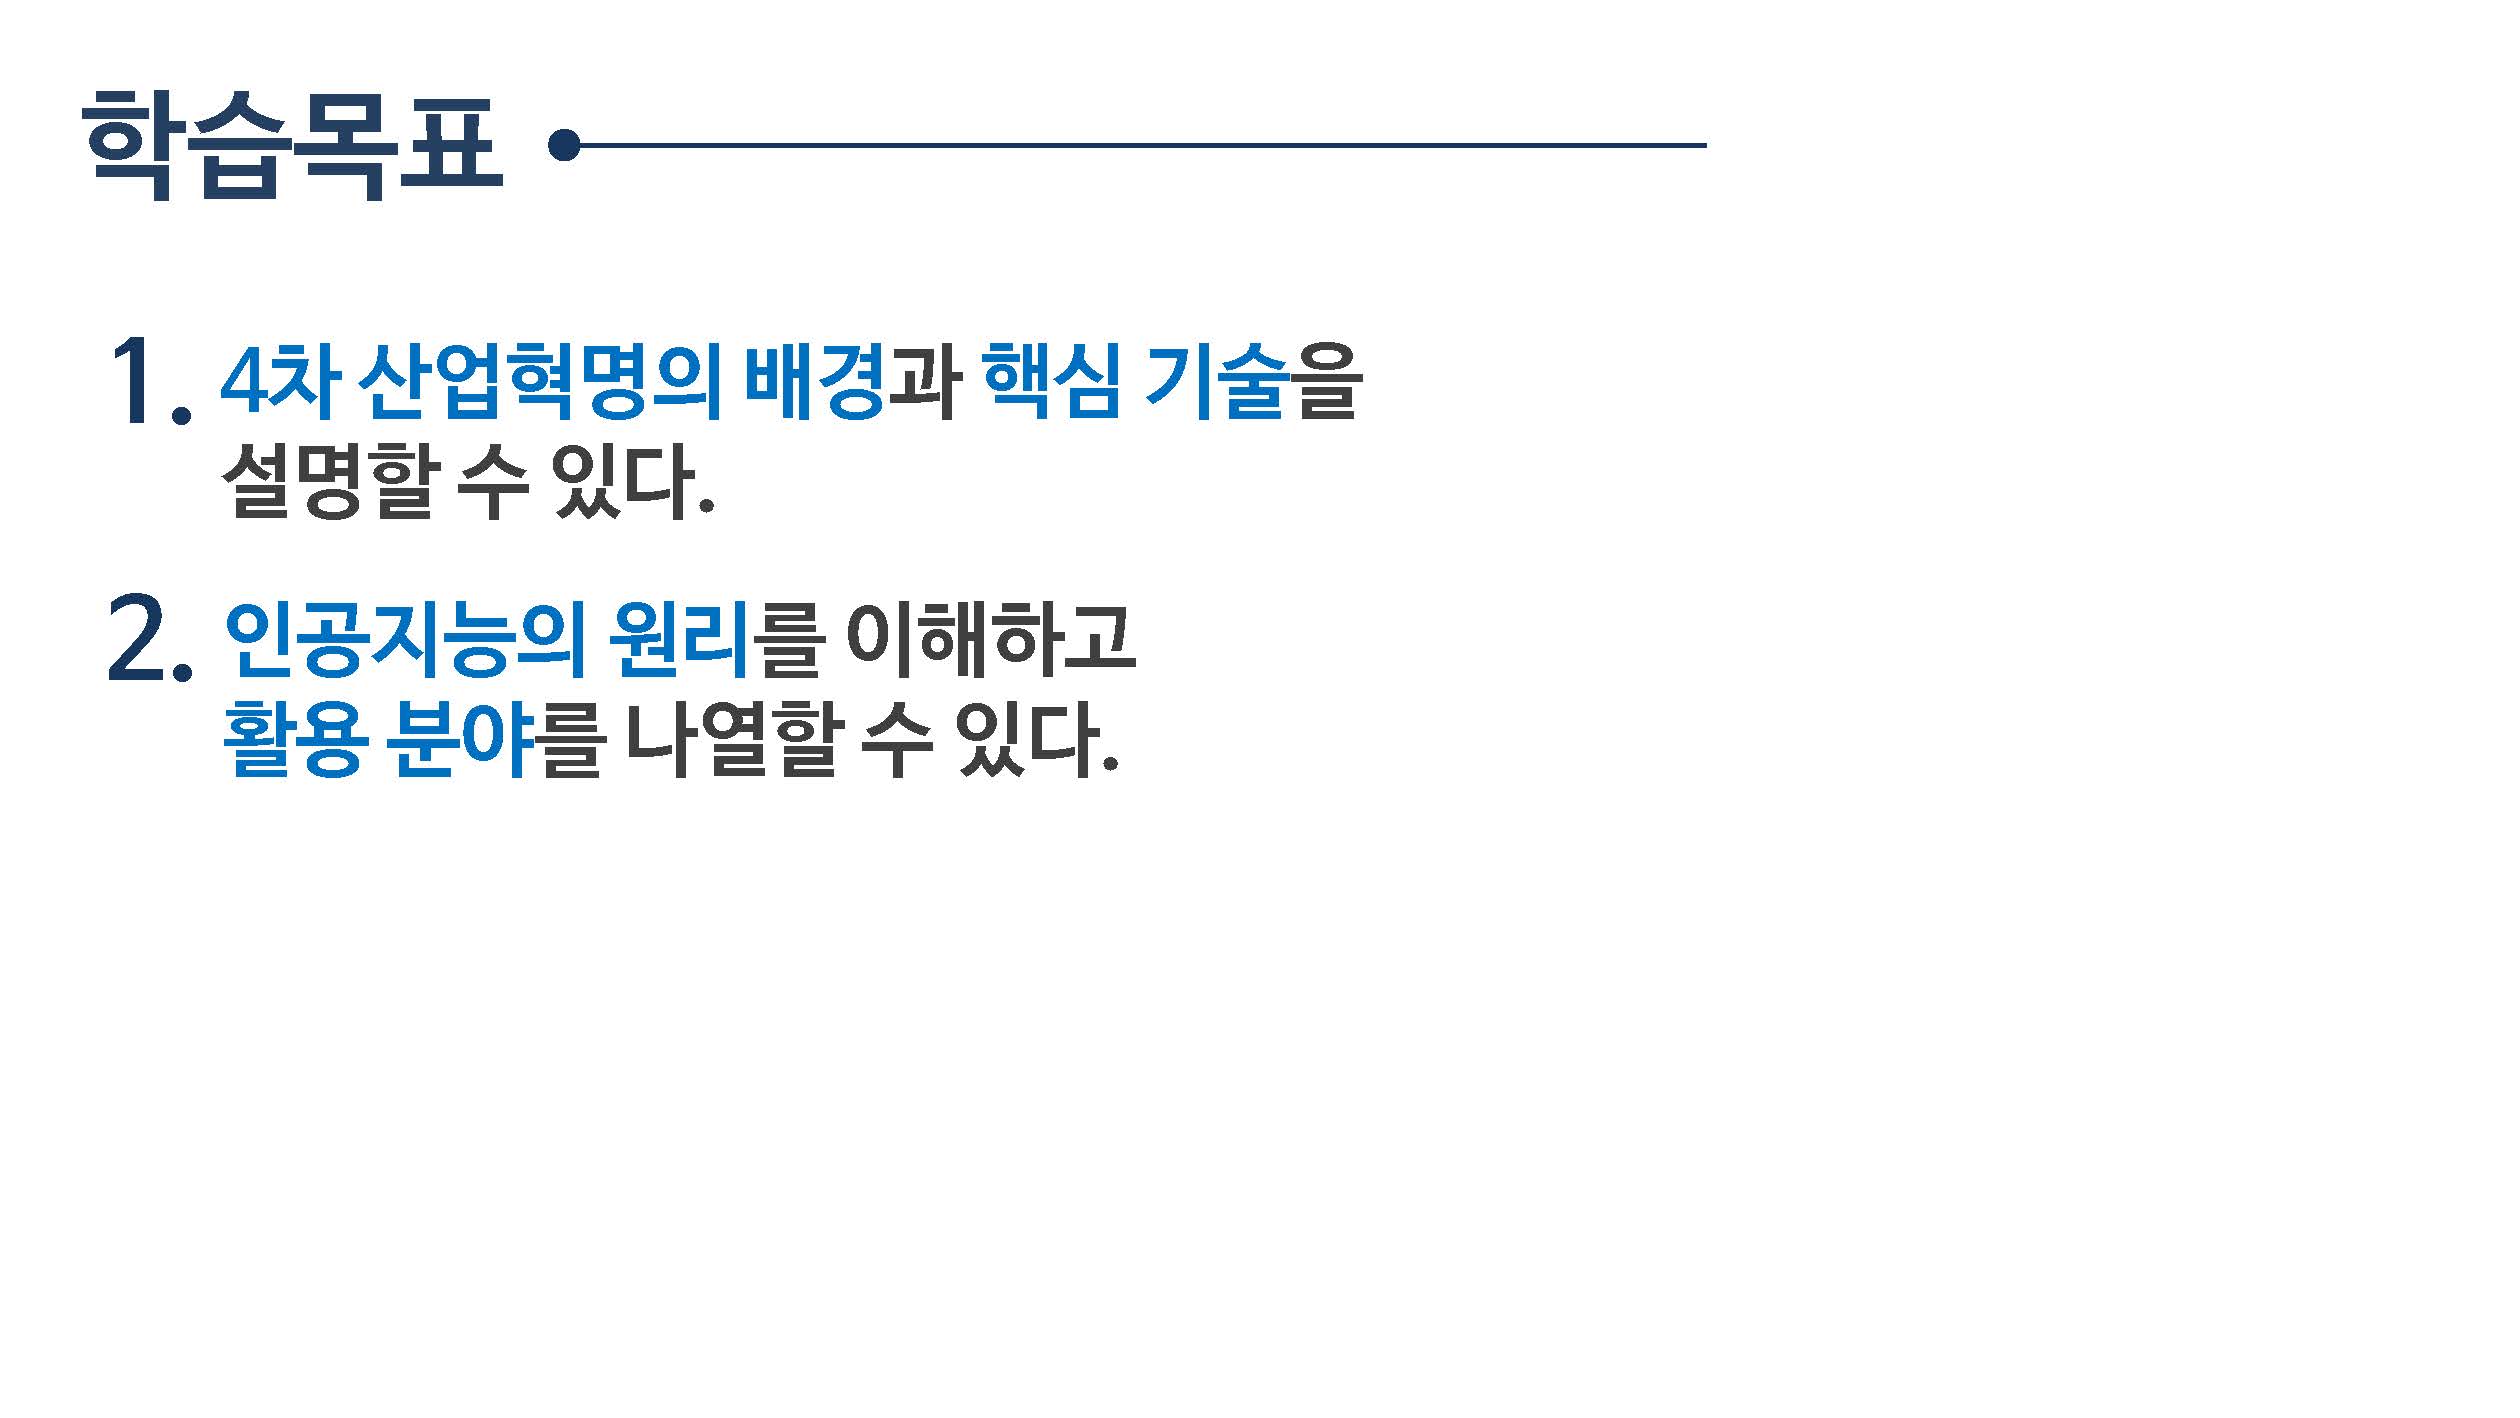 학습목표
1. 4차 산업혁명의 배경과 핵심 기술을
설명할 수 있다.
2. 인공지능의 원리를 이해하고
활용 분야를 나열할 수 있다.